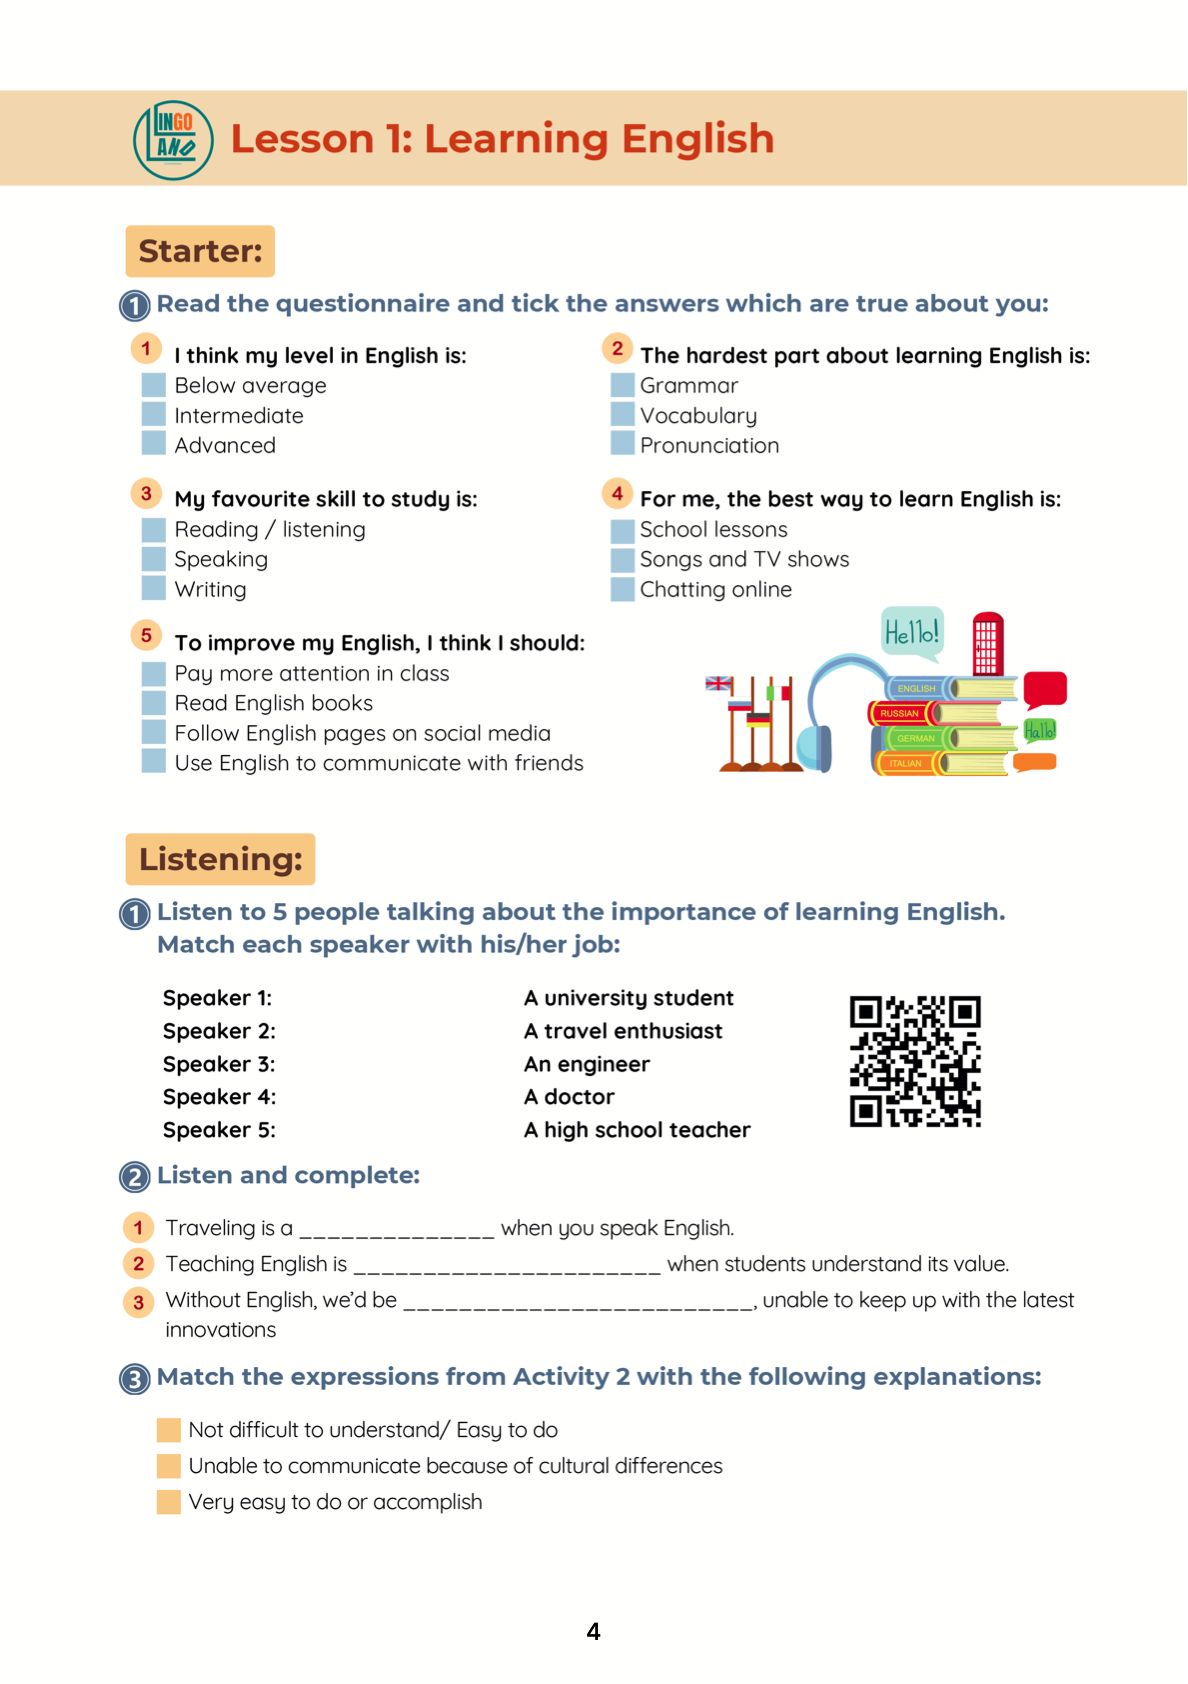 LINGO
LAND
Lesson 1: Learning English
Starter:
1 Read the questionnaire and tick the answers which are true about you:
1 I think my level in English is:
Below average
Intermediate
Advanced
2 The hardest part about learning English is:
Grammar
Vocabulary
Pronunciation
3 My favourite skill to study is:
Reading / listening
Speaking
Writing
4 For me, the best way to learn English is:
School lessons
Songs and TV shows
Chatting online
5 To improve my English, I think I should:
Pay more attention in class
Read English books
Follow English pages on social media
Use English to communicate with friends
Hello!
ENGLISH
RUSSIAN
GERMAN
Hallo!
ITALIAN
Listening:
1 Listen to 5 people talking about the importance of learning English.
Match each speaker with his/her job:
Speaker 1: A university student
Speaker 2: A travel enthusiast
Speaker 3: An engineer
Speaker 4: A doctor
Speaker 5: A high school teacher
2 Listen and complete:
1 Traveling is a ______________ when you speak English.
2 Teaching English is ______________________ when students understand its value.
3 Without English, we’d be _________________________, unable to keep up with the latest
innovations
3 Match the expressions from Activity 2 with the following explanations:
Not difficult to understand/ Easy to do
Unable to communicate because of cultural differences
Very easy to do or accomplish
4